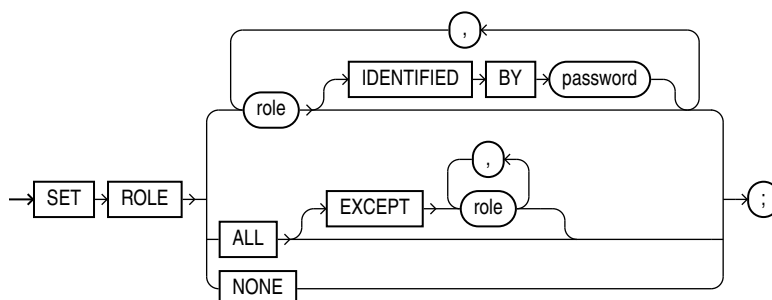 ,
IDENTIFIED BY password
role
,
SET ROLE EXCEPT role ;
ALL
NONE